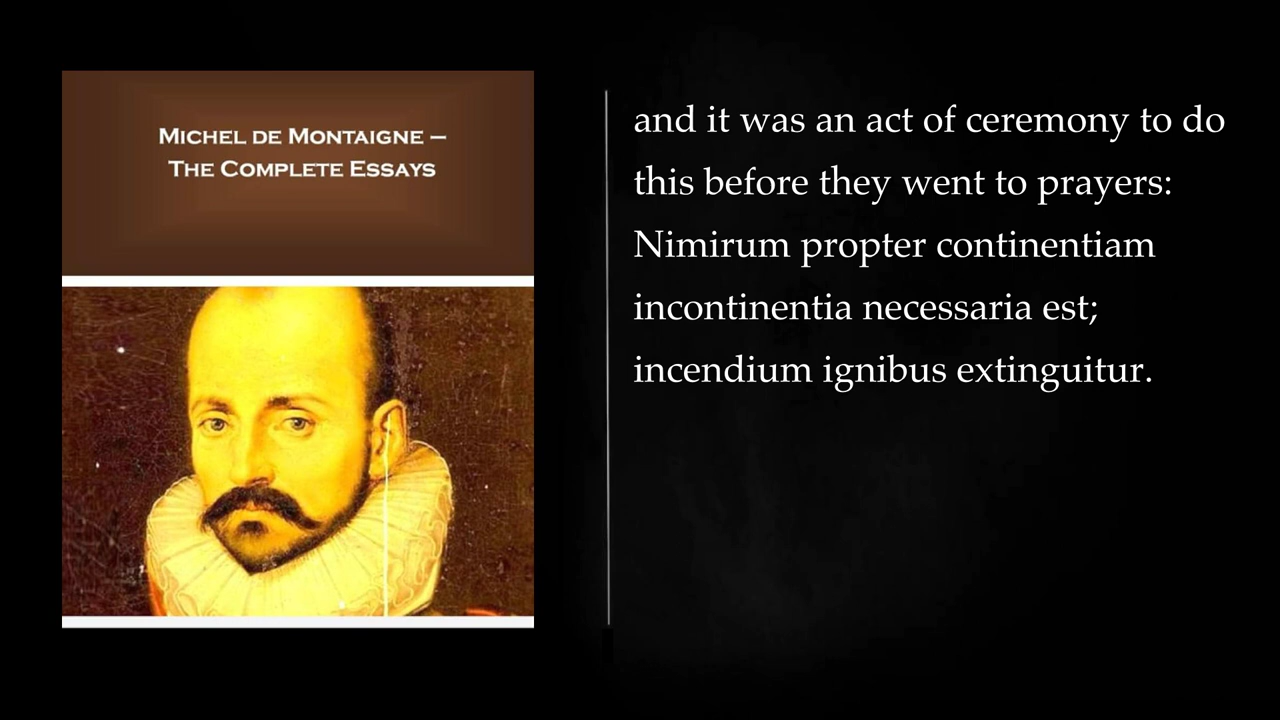 Michel de Montaigne –
The Complete Essays
and it was an act of ceremony to do
this before they went to prayers:
Nimirum propter continentiam
incontinentia necessaria est;
incendium ignibus extinguitur.